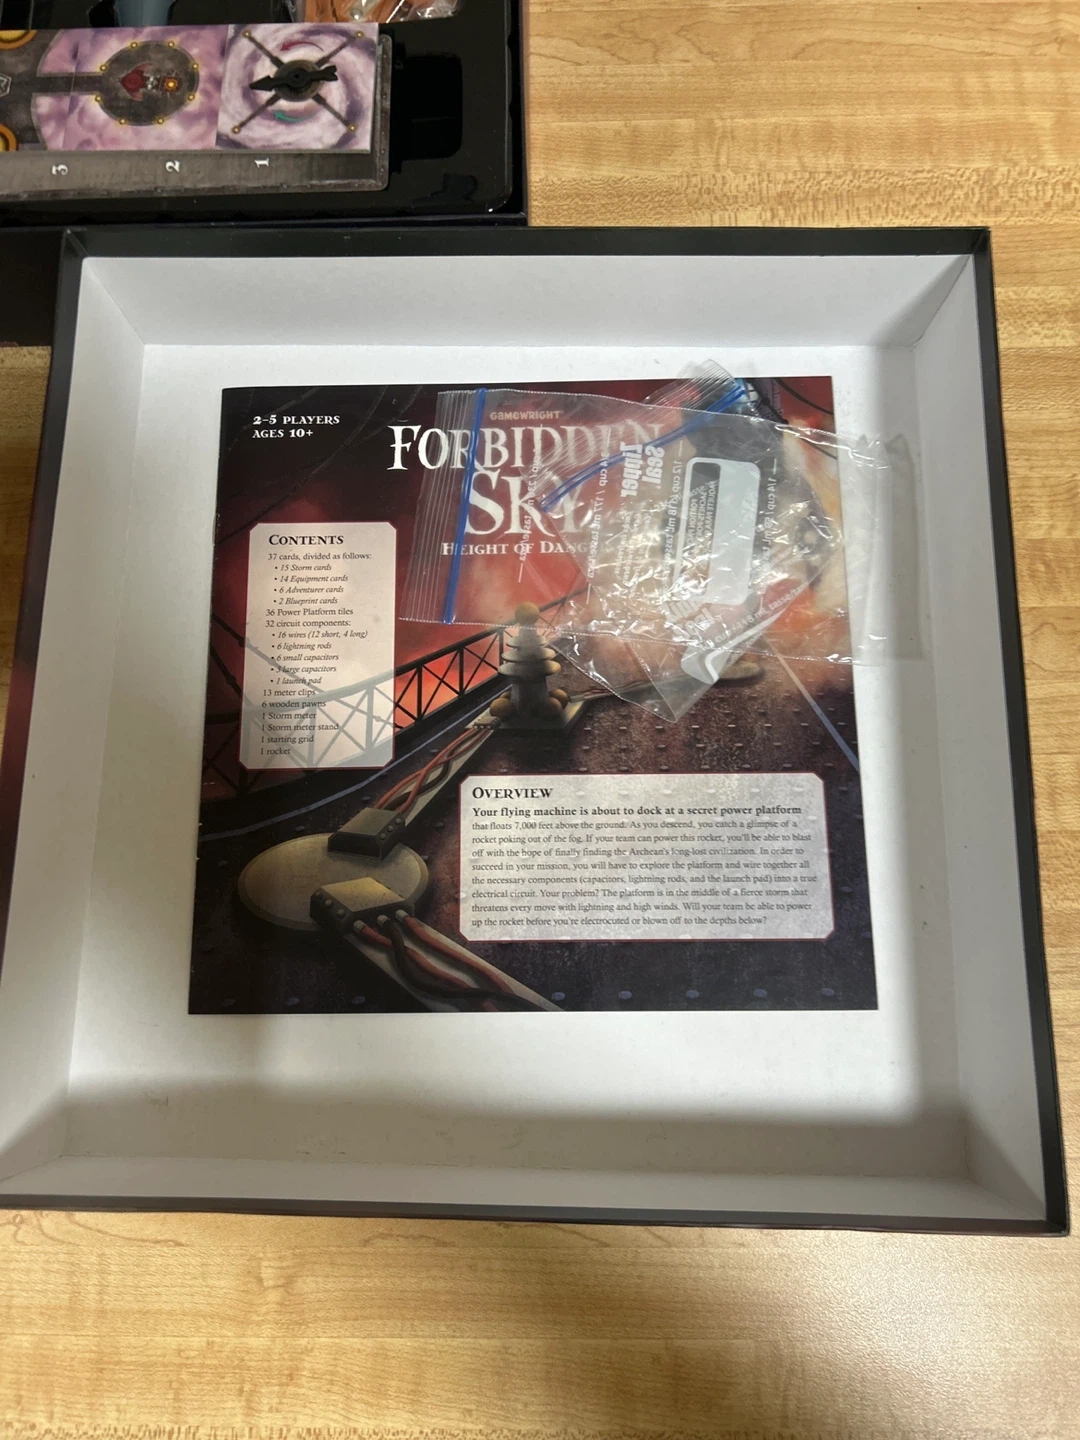 3
2
1
2-5 PLAYERS
AGES 10+
GAMEWRIGHT
FORBIDDEN
SKY
HEIGHT OF DANG
Zipper
Seal
CONTENTS
37 cards, divided as follows:
• 15 Storm cards
• 14 Equipment cards
• 6 Adventurer cards
• 2 Blueprint cards
36 Power Platform tiles
32 circuit components:
• 16 wires (12 short, 4 long)
• 6 lightning rods
• 6 small capacitors
• 3 large capacitors
• 1 launch pad
13 meter clips
6 wooden pawns
1 Storm meter
1 Storm meter stand
1 starting grid
1 rocket
OVERVIEW
Your flying machine is about to dock at a secret power platform
that floats 7,000 feet above the ground. As you descend, you catch a glimpse of a
rocket poking out of the fog. If your team can power this rocket, you'll be able to blast
off with the hope of finally finding the Archean's long-lost civilization. In order to
succeed in your mission, you will have to explore the platform and wire together all
the necessary components (capacitors, lightning rods, and the launch pad) into a true
electrical circuit. Your problem? The platform is in the middle of a fierce storm that
threatens every move with lightning and high winds. Will your team be able to power
up the rocket before you're electrocuted or blown off to the depths below?